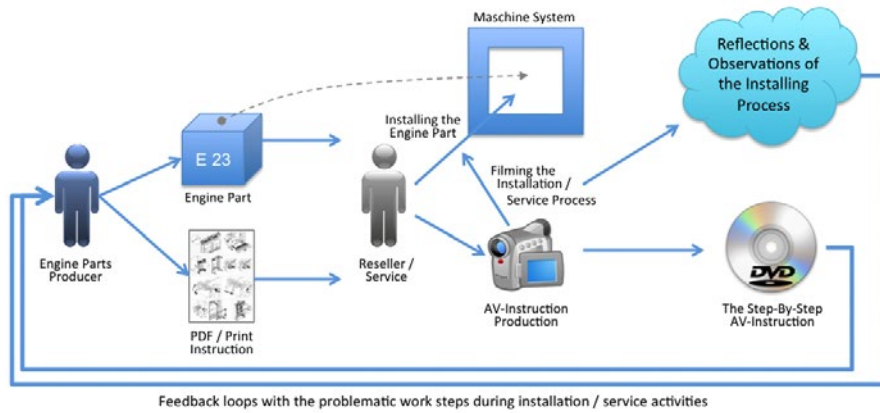 Maschine System
Reflections &
Observations of
the Installing
Process
Installing the
Engine Part
E 23
Engine Part
Filming the
Installation /
Service Process
Engine Parts
Producer
Reseller /
Service
PDF / Print
Instruction
AV-Instruction
Production
DVD
The Step-By-Step
AV-Instruction
Feedback loops with the problematic work steps during installation / service activities